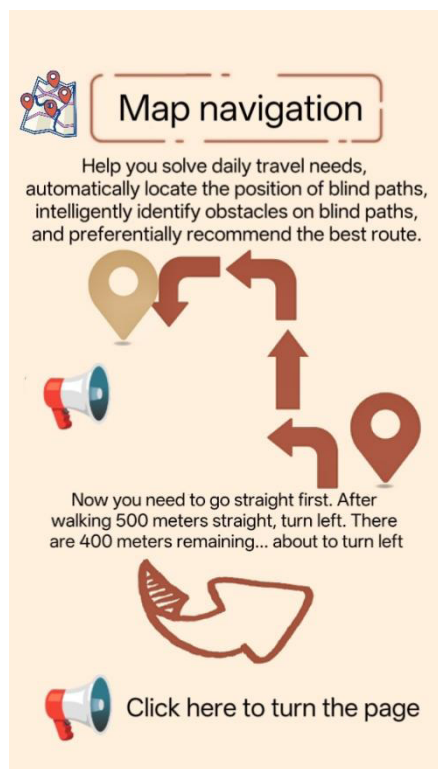 Map navigation
Help you solve daily travel needs,
automatically locate the position of blind paths,
intelligently identify obstacles on blind paths,
and preferentially recommend the best route.
Now you need to go straight first. After
walking 500 meters straight, turn left. There
are 400 meters remaining... about to turn left
Click here to turn the page